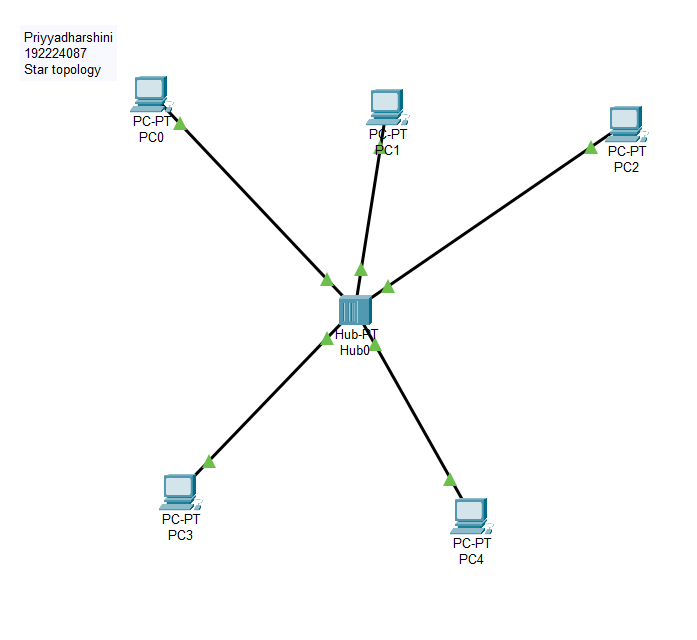 Priyyadharshini
192224087
Star topology
PC-PT
PC0
PC-PT
PC1
PC-PT
PC2
Hub-PT
Hub0
PC-PT
PC3
PC-PT
PC4